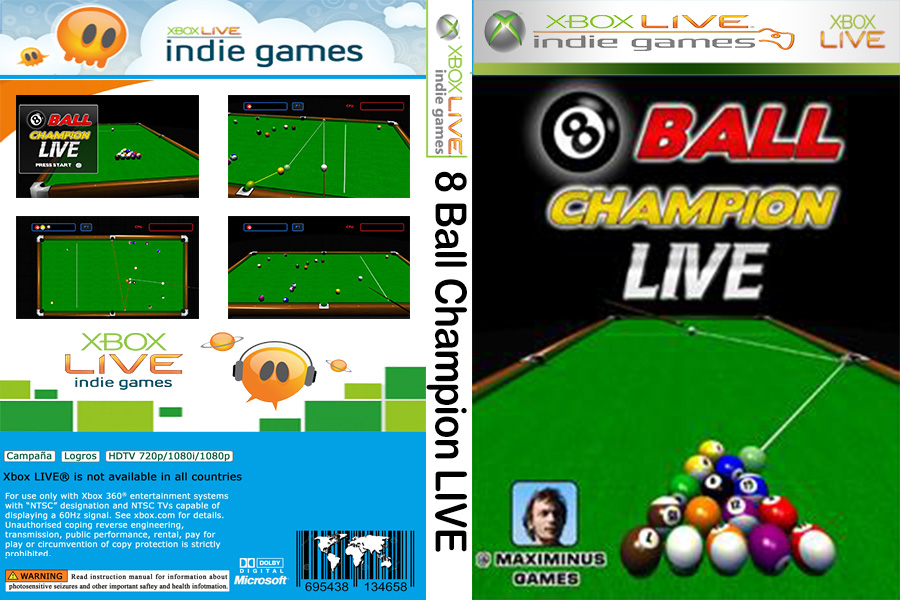 XBOX LIVE
indie games
8 BALL
CHAMPION
LIVE
PRESS START
XBOX
LIVE
indie games
Campaña Logros HDTV 720p/1080i/1080p
Xbox LIVE® is not available in all countries
For use only with Xbox 360® entertainment systems
with "NTSC" designation and NTSC TVs capable of
displaying a 60Hz signal. See xbox.com for details.
Unauthorised coping reverse engineering,
transmission, public performance, rental, pay for
play or circumvention of copy protection is strictly
prohibited.
WARNING Read instruction manual for information about
photosensitive seizures and other important saftey and health infotmation.
DOLBY
DIGITAL
Microsoft
695438 134658
XBOX LIVE
indie games
8 Ball Champion LIVE
XBOX LIVE
indie games
XBOX
LIVE
8 BALL
CHAMPION
LIVE
@ MAXIMINUS
GAMES